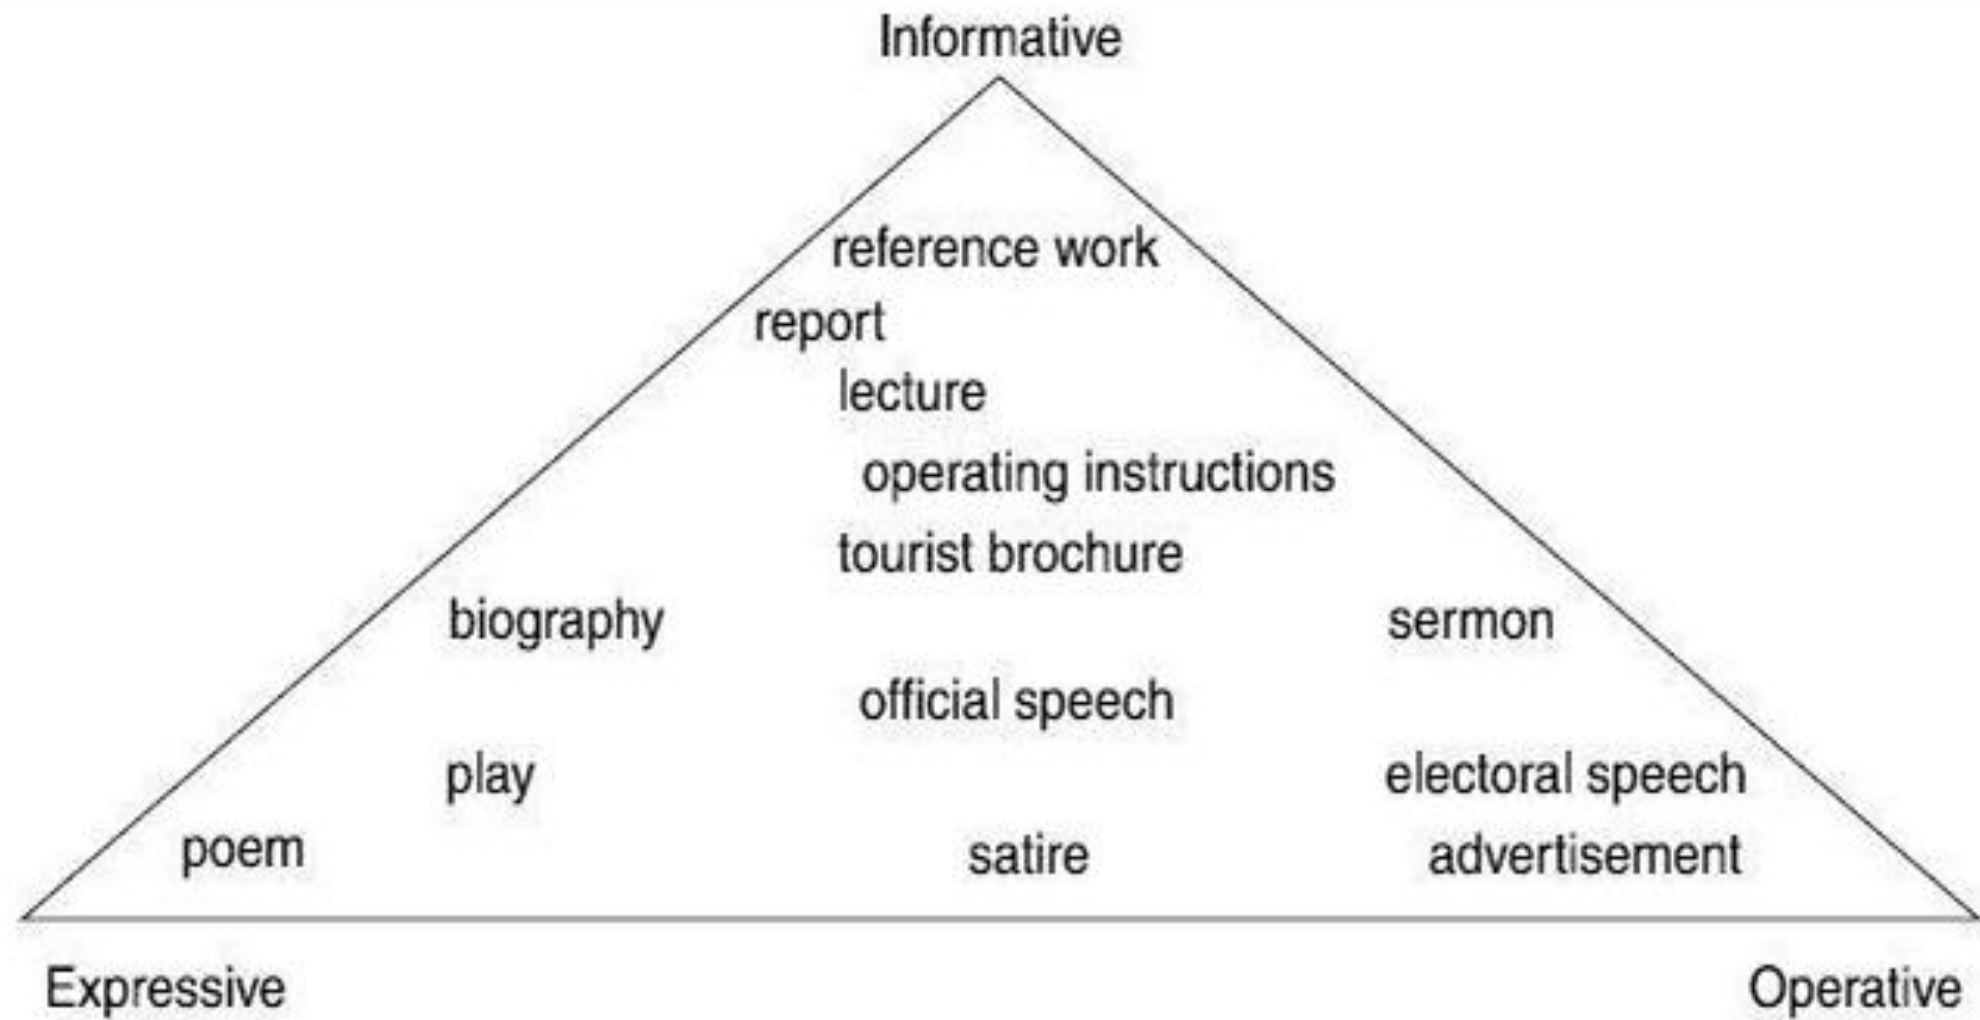 Informative
reference work
report
lecture
operating instructions
tourist brochure
biography
sermon
official speech
play
electoral speech
poem
satire
advertisement
Expressive
Operative